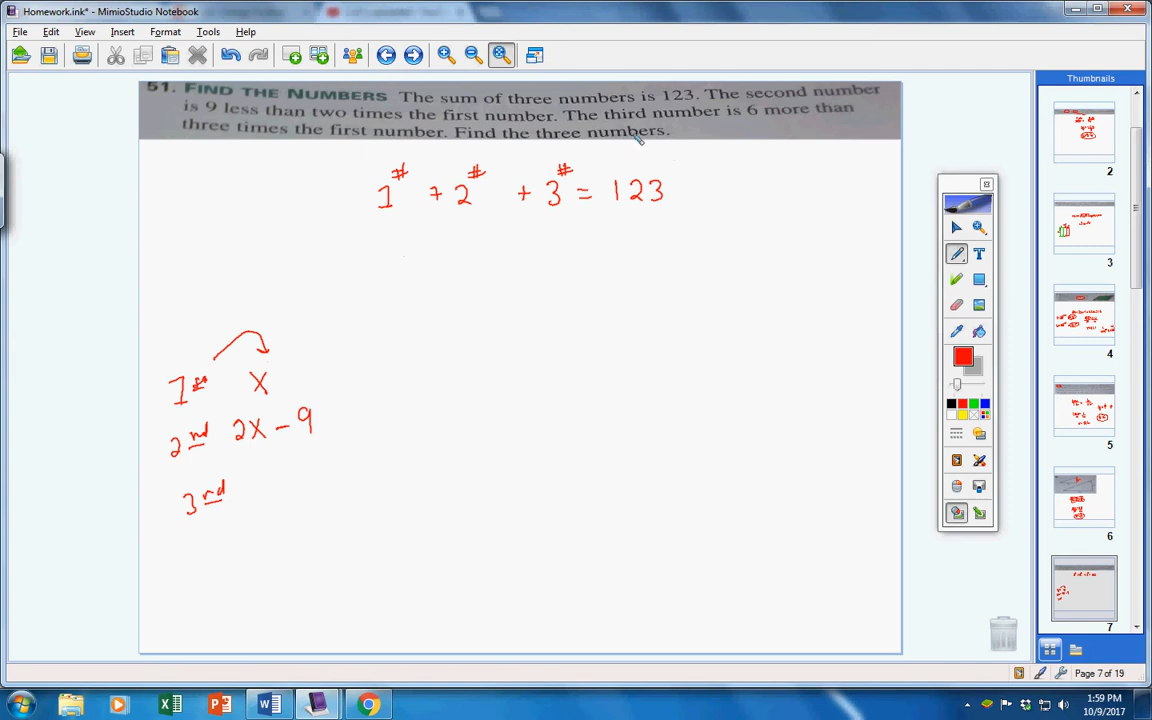 Homework.ink* - MimioStudio Notebook
File Edit View Insert Format Tools Help
51. FIND THE NUMBERS The sum of three numbers is 123. The second number
is 9 less than two times the first number. The third number is 6 more than
three times the first number. Find the three numbers.
1# + 2# + 3# = 123
1st x
2nd 2x - 9
3rd
T
Thumbnails
2
3
4
5
6
7
Page 7 of 19
1:59 PM
10/9/2017